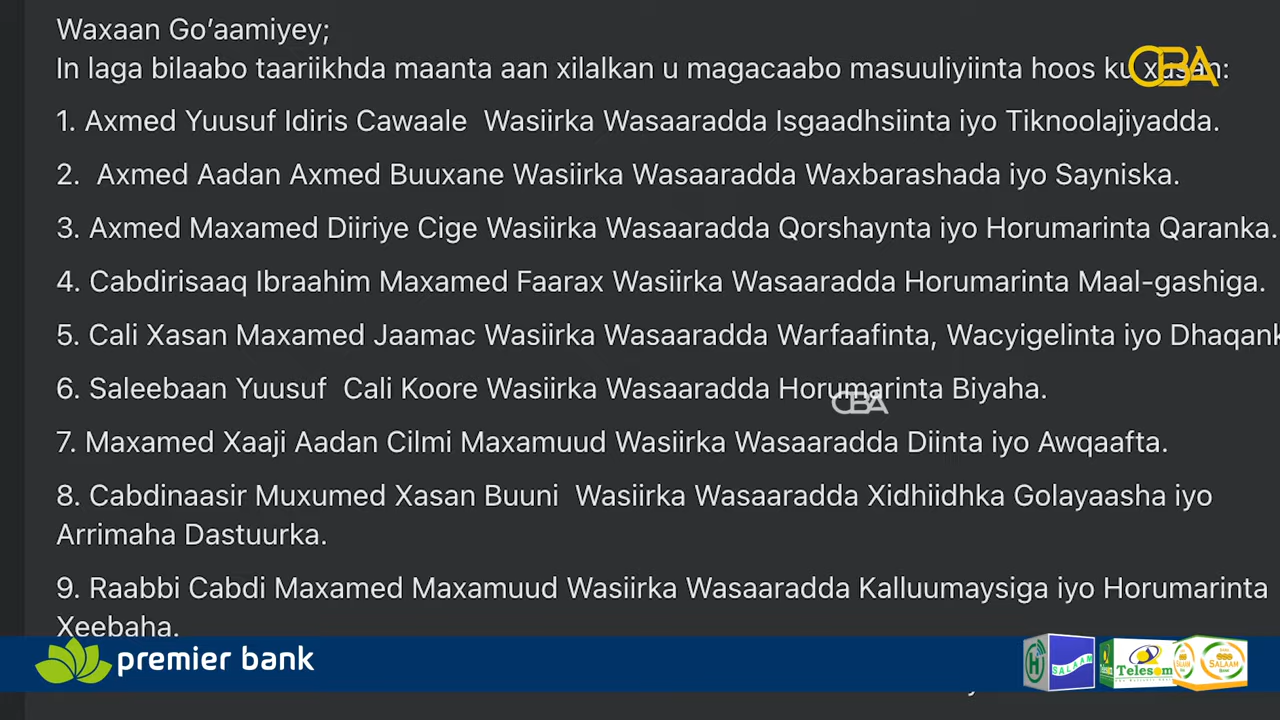 Waxaan Go’aamiyey;
In laga bilaabo taariikhda maanta aan xilalkan u magacaabo masuuliyiinta hoos ku xusan:
CBA
1. Axmed Yuusuf Idiris Cawaale  Wasiirka Wasaaradda Isgaadhsiinta iyo Tiknoolajiyadda.
2.  Axmed Aadan Axmed Buuxane Wasiirka Wasaaradda Waxbarashada iyo Sayniska.
3. Axmed Maxamed Diiriye Cige Wasiirka Wasaaradda Qorshaynta iyo Horumarinta Qaranka.
4. Cabdirisaaq Ibraahim Maxamed Faarax Wasiirka Wasaaradda Horumarinta Maal-gashiga.
5. Cali Xasan Maxamed Jaamac Wasiirka Wasaaradda Warfaafinta, Wacyigelinta iyo Dhaqank
6. Saleebaan Yuusuf  Cali Koore Wasiirka Wasaaradda Horumarinta Biyaha.
CBA
7. Maxamed Xaaji Aadan Cilmi Maxamuud Wasiirka Wasaaradda Diinta iyo Awqaafta.
8. Cabdinaasir Muxumed Xasan Buuni  Wasiirka Wasaaradda Xidhiidhka Golayaasha iyo
Arrimaha Dastuurka.
9. Raabbi Cabdi Maxamed Maxamuud Wasiirka Wasaaradda Kalluumaysiga iyo Horumarinta
Xeebaha.
premier bank
SALAAM
Telesom
SALAAM